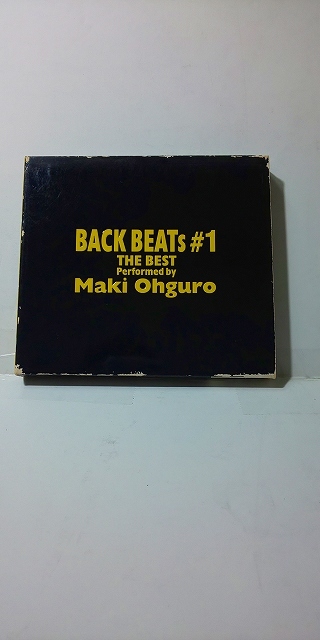 BACK BEATs #1
THE BEST
Performed by
Maki Ohguro